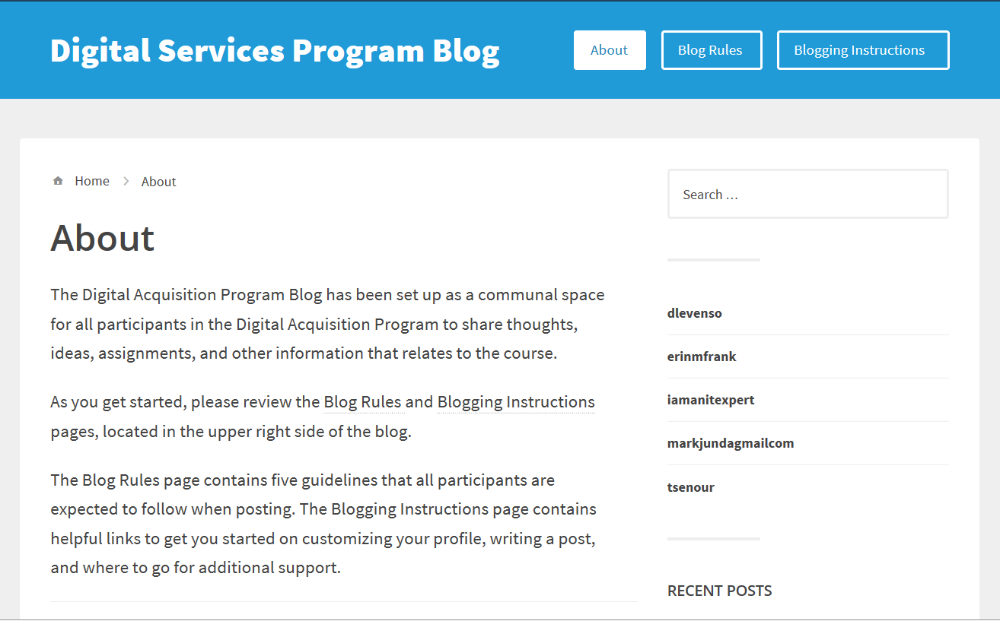 Digital Services Program Blog
About
Blog Rules
Blogging Instructions
Home
About
About
The Digital Acquisition Program Blog has been set up as a communal space
for all participants in the Digital Acquisition Program to share thoughts,
ideas, assignments, and other information that relates to the course.
As you get started, please review the Blog Rules and Blogging Instructions
pages, located in the upper right side of the blog.
The Blog Rules page contains five guidelines that all participants are
expected to follow when posting. The Blogging Instructions page contains
helpful links to get you started on customizing your profile, writing a post,
and where to go for additional support.
Search …
dlevenso
erinmfrank
iamanitexpert
markjundagmailcom
tsenour
RECENT POSTS